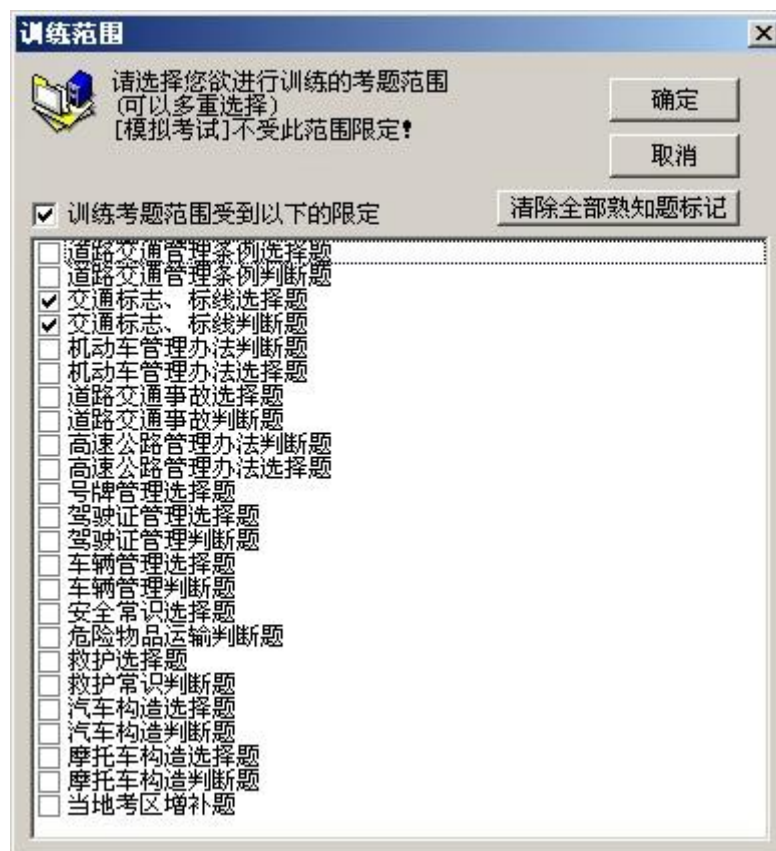 训练范围
请选择您欲进行训练的考题范围
(可以多重选择)
[模拟考试]不受此范围限定!
确定
取消
训练考题范围受到以下的限定
清除全部熟知题标记
道路交通管理条例选择题
道路交通管理条例判断题
交通标志、标线选择题
交通标志、标线判断题
机动车管理办法判断题
机动车管理办法选择题
道路交通事故选择题
道路交通事故判断题
高速公路管理办法判断题
高速公路管理办法选择题
号牌管理选择题
驾驶证管理选择题
驾驶证管理判断题
车辆管理选择题
车辆管理判断题
安全常识选择题
危险物品运输判断题
救护选择题
救护常识判断题
汽车构造选择题
汽车构造判断题
摩托车构造选择题
摩托车构造判断题
当地考区增补题